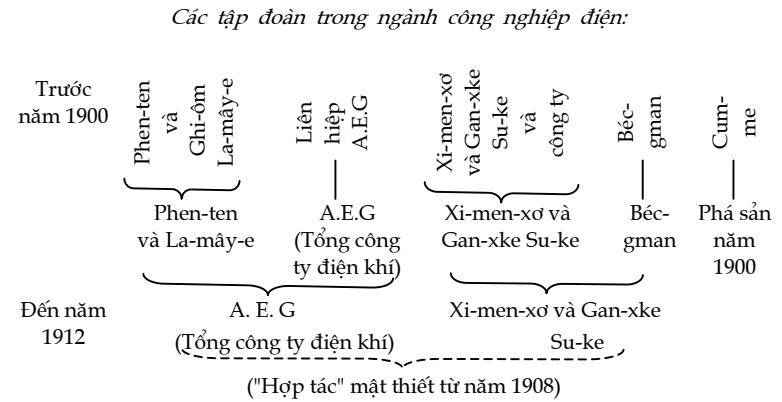 Các tập đoàn trong ngành công nghiệp điện:
Trước
năm 1900
Phen-ten
và
Ghi-ôm
La-mây-e
Liên
hiệp
A.E.G
Xi-men-xơ
và Gan-xke
Su-ke
và
công ty
Béc-
gman
Cum-
me
Phen-ten
và La-mây-e
A.E.G
(Tổng công
ty điện khí)
Xi-men-xơ và
Gan-xke Su-ke
Béc-
gman
Phá sản
năm
1900
Đến năm
1912
A. E. G
(Tổng công ty điện khí)
Xi-men-xơ và Gan-xke
Su-ke
("Hợp tác" mật thiết từ năm 1908)